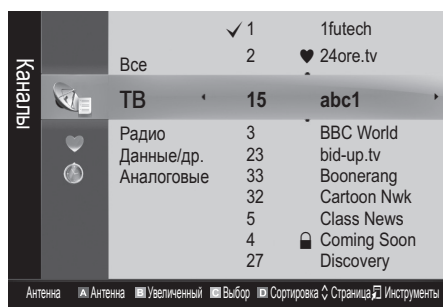 Каналы
✓ 1 1futech
Все 2 ♥ 24ore.tv
ТВ 15 abc1
Радио 3 BBC World
Данные/др. 23 bid-up.tv
Аналоговые 33 Boonerang
32 Cartoon Nwk
5 Class News
4 Coming Soon
27 Discovery
Антенна A Антенна B Увеличенный C Выбор D Сортировка Страница Инструменты